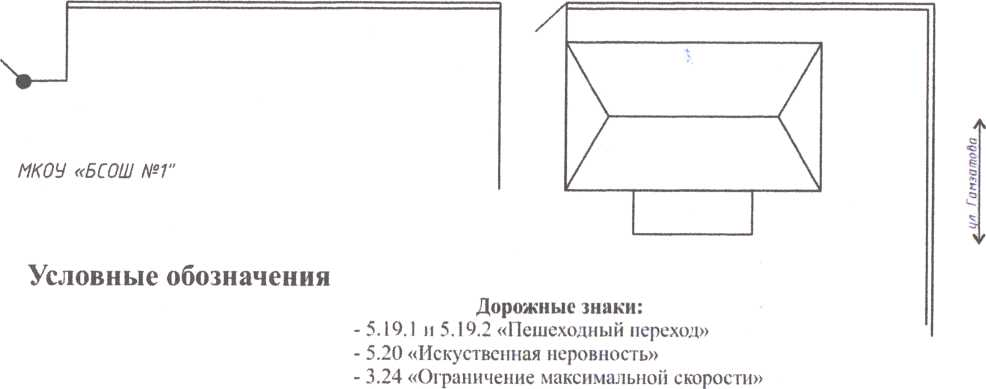 МКОУ «БСОШ №1"
ул. Гамзатова
Условные обозначения
Дорожные знаки:
- 5.19.1 и 5.19.2 «Пешеходный переход»
- 5.20 «Искуственная неровность»
- 3.24 «Ограничение максимальной скорости»